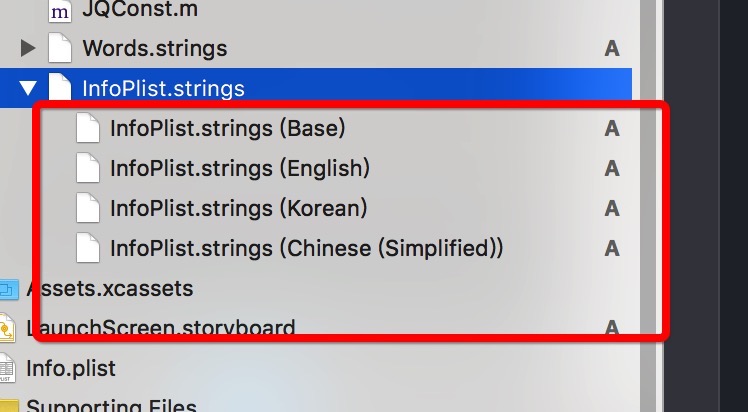 m JQConst.m
Words.strings A
InfoPlist.strings
InfoPlist.strings (Base) A
InfoPlist.strings (English) A
InfoPlist.strings (Korean) A
InfoPlist.strings (Chinese (Simplified)) A
Assets.xcassets
LaunchScreen.storyboard A
Info.plist
Supporting Files